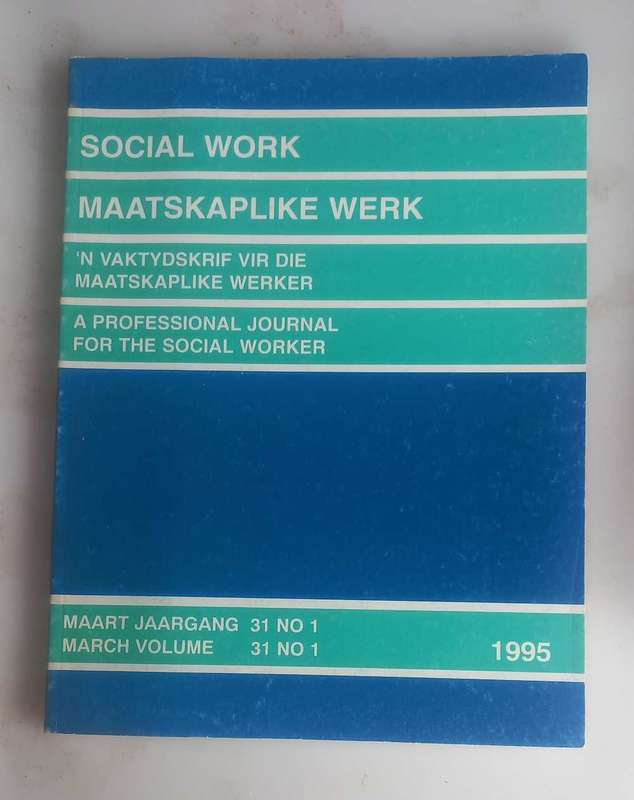 SOCIAL WORK
MAATSKAPLIKE WERK
'N VAKTYDSKRIF VIR DIE
MAATSKAPLIKE WERKER
A PROFESSIONAL JOURNAL
FOR THE SOCIAL WORKER
MAART JAARGANG 31 NO 1
MARCH VOLUME 31 NO 1
1995